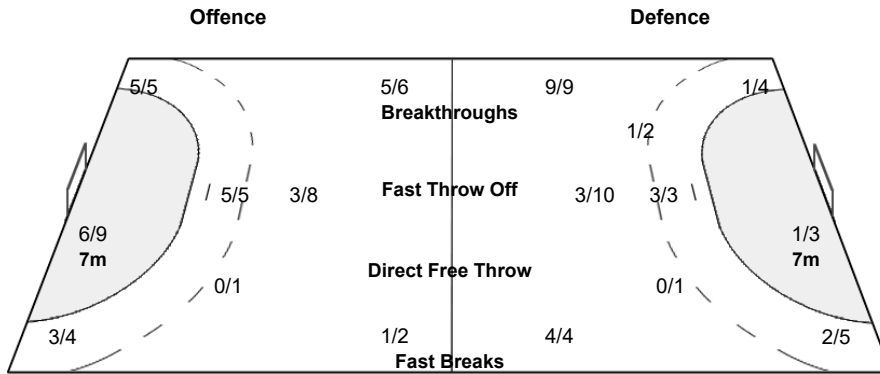 Offence Defence
5/5 5/6 9/9 1/4
Breakthroughs
1/2
5/5 3/8 Fast Throw Off 3/10 3/3
6/9 1/3
7m 7m
Direct Free Throw
0/1 0/1
3/4 1/2 4/4 2/5
Fast Breaks